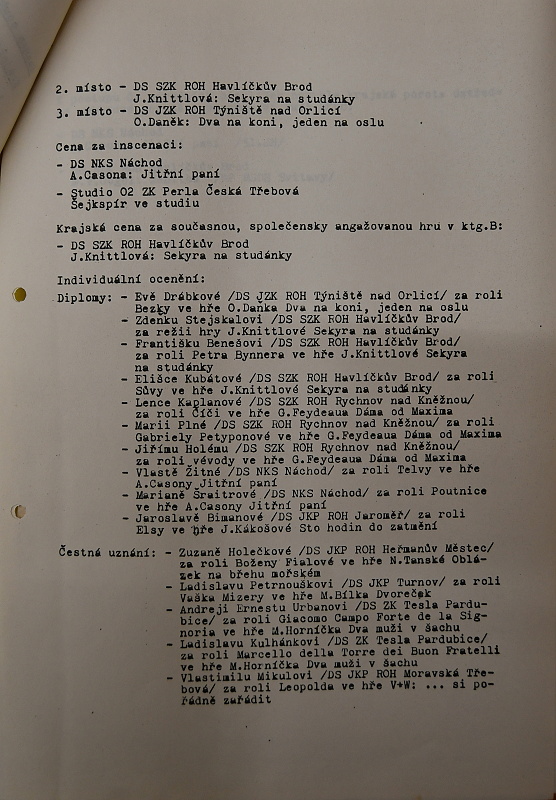 2. místo - DS SZK ROH Havlíčkův Brod
J.Knittlová: Sekyra na studánky
3. místo - DS JZK ROH Týniště nad Orlicí
O.Daněk: Dva na koni, jeden na oslu
Cena za inscenaci:
- DS NKS Náchod
A.Casona: Jitřní paní
- Studio 02 ZK Perla Česká Třebová
Šejkspír ve studiu
Krajská cena za současnou, společensky angažovanou hru v ktg.B:
- DS SZK ROH Havlíčkův Brod
J.Knittlová: Sekyra na studánky
Individuální ocenění:
Diplomy: - Evě Drábkové /DS JZK ROH Týniště nad Orlicí/ za roli
Bezky ve hře O.Daňka Dva na koni, jeden na oslu
- Zdenku Stejskalovi /DS SZK ROH Havlíčkův Brod/
za režii hry J.Knittlové Sekyra na studánky
- Františku Benešovi /DS SZK ROH Havlíčkův Brod/
za roli Petra Bynnera ve hře J.Knittlové Sekyra
na studánky
- Elišce Kubátové /DS SZK ROH Havlíčkův Brod/ za roli
Sůvy ve hře J.Knittlové Sekyra na studánky
- Lence Kaplanové /DS SZK ROH Rychnov nad Kněžnou/
za roli Číči ve hře G.Feydeaua Dáma od Maxima
- Marii Plné /DS SZK ROH Rychnov nad Kněžnou/ za roli
Gabriely Petyponové ve hře G.Feydeaua Dáma od Maxima
- Jiřímu Holému /DS SZK ROH Rychnov nad Kněžnou/
za roli vévody ve hře G.Feydeaua Dáma od Maxima
- Vlastě Žitné /DS NKS Náchod/ za roli Telvy ve hře
A.Casony Jitřní paní
- Marianě Šraitrové /DS NKS Náchod/ za roli Poutnice
ve hře A.Casony Jitřní paní
- Jaroslavě Bimanové /DS JKP ROH Jaroměř/ za roli
Elsy ve hře J.Kákošové Sto hodin do zatmění
Čestná uznání: - Zuzaně Holečkové /DS JKP ROH Heřmanův Městec/
za roli Boženy Fialové ve hře N.Tanské Oblá-
zek na břehu mořském
- Ladislavu Petrnouškovi /DS JKP Turnov/ za roli
Vaška Mizery ve hře M.Bílka Dvoreček
- Andreji Ernestu Urbanovi /DS ZK Tesla Pardu-
bice/ za roli Giacomo Campo Forte de la Sig-
noria ve hře M.Horníčka Dva muži v šachu
- Ladislavu Kulhánkovi /DS ZK Tesla Pardubice/
za roli Marcello della Torre dei Buon Fratelli
ve hře M.Horníčka Dva muži v šachu
- Vlastimilu Mikulovi /DS JKP ROH Moravská Tře-
bová/ za roli Leopolda ve hře V+W: ... si po-
řádně zařádit